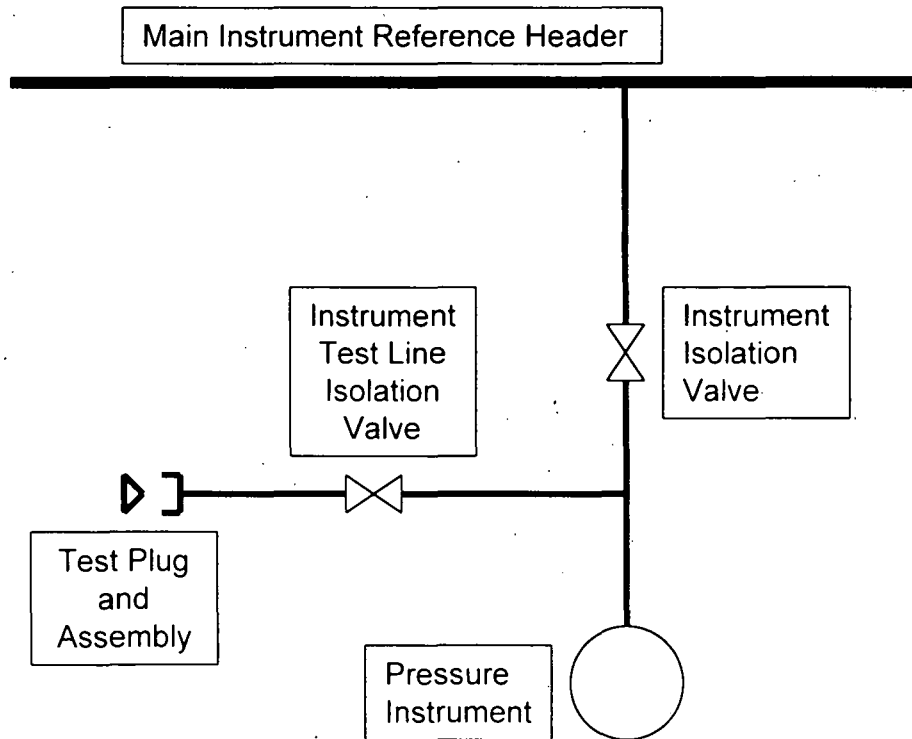 Main Instrument Reference Header
Instrument
Test Line
Isolation
Valve
Instrument
Isolation
Valve
Test Plug
and
Assembly
Pressure
Instrument